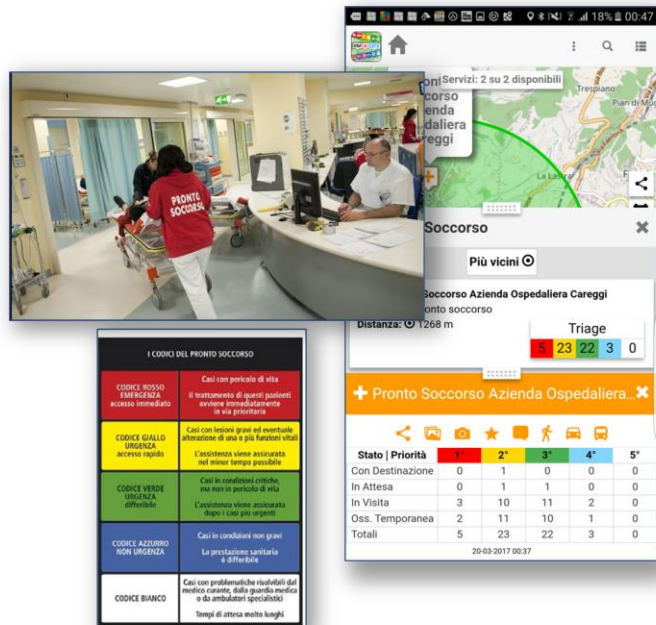 18% 00:47
Servizi: 2 su 2 disponibili
Trespiano
corso
enda
daliera
reggi
La Lastra
Soccorso
Più vicini
Soccorso Azienda Ospedaliera Careggi
onto soccorso
Distanza: 1268 m
Triage
5 23 22 3 0
Pronto Soccorso Azienda Ospedaliera...
Stato | Priorità 1° 2° 3° 4° 5°
Con Destinazione 0 1 0 0 0
In Attesa 0 1 1 0 0
In Visita 3 10 11 2 0
Oss. Temporanea 2 11 10 1 0
Totali 5 23 22 3 0
20-03-2017 00:37
PRONTO
SOCCORSO
I CODICI DEL PRONTO SOCCORSO
CODICE ROSSO
EMERGENZA
accesso immediato
Casi con pericolo di vita
Il trattamento di questi pazienti
avviene immediatamente
in via prioritaria
CODICE GIALLO
URGENZA
accesso rapido
Casi con lesioni gravi ed eventuale
alterazione di una o più funzioni vitali
L'assistenza viene assicurata
nel minor tempo possibile
CODICE VERDE
URGENZA
differibile
Casi in condizioni critiche,
ma non in pericolo di vita
L'assistenza viene assicurata
dopo i casi più urgenti
CODICE AZZURRO
NON URGENZA
Casi in condizioni non gravi
La prestazione sanitaria
è differibile
CODICE BIANCO
Casi con problematiche risolvibili dal
medico curante, dalla guardia medica
o da ambulatori specialistici
Tempi di attesa molto lunghi